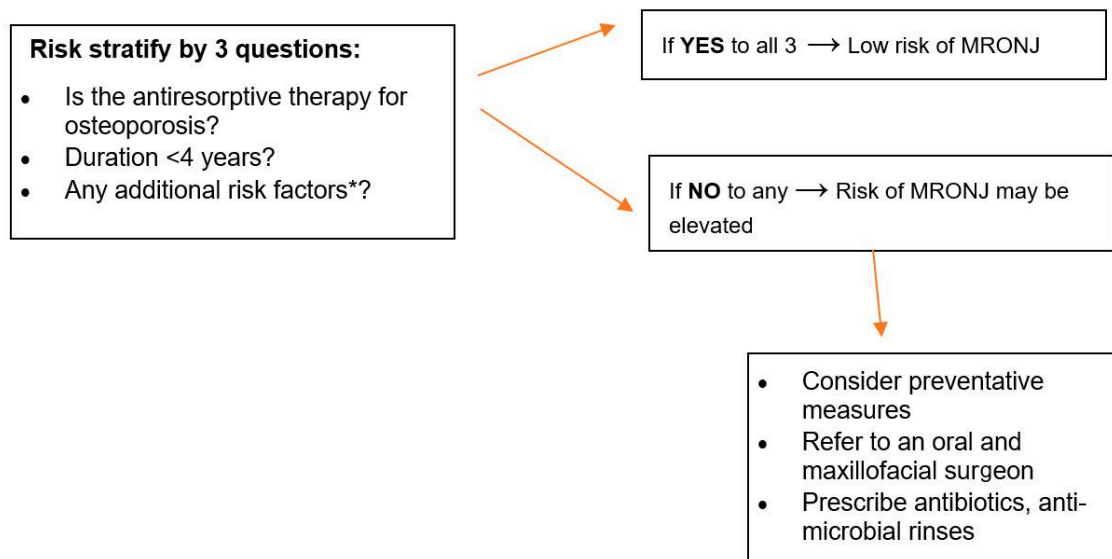 Risk stratify by 3 questions:
• Is the antiresorptive therapy for
osteoporosis?
• Duration <4 years?
• Any additional risk factors*?
If YES to all 3 → Low risk of MRONJ
If NO to any → Risk of MRONJ may be
elevated
• Consider preventative
measures
• Refer to an oral and
maxillofacial surgeon
• Prescribe antibiotics, anti-
microbial rinses